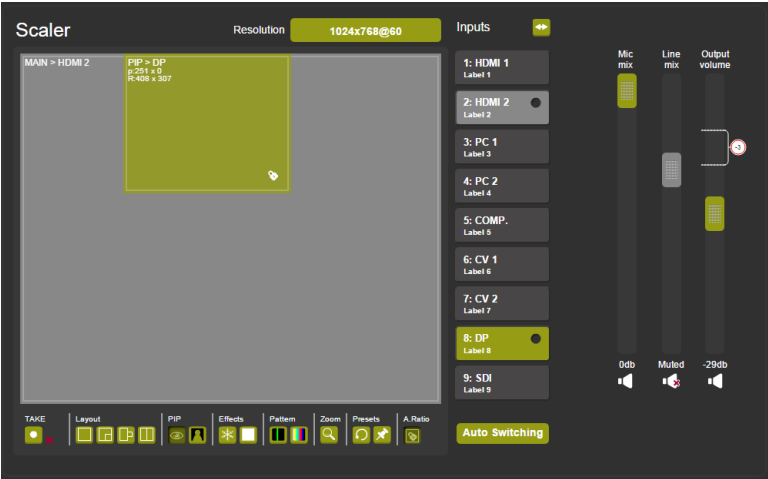 Scaler
Resolution
1024x768@60
Inputs
MAIN > HDMI 2
PIP > DP
p:251 x 0
R:408 x 307
1: HDMI 1
Label 1
2: HDMI 2
Label 2
3: PC 1
Label 3
4: PC 2
Label 4
5: COMP.
Label 5
6: CV 1
Label 6
7: CV 2
Label 7
8: DP
Label 8
9: SDI
Label 9
Auto Switching
Mic
mix
Line
mix
Output
volume
-3
0db
Muted
-29db
TAKE
Layout
PIP
Effects
Pattern
Zoom
Presets
A.Ratio